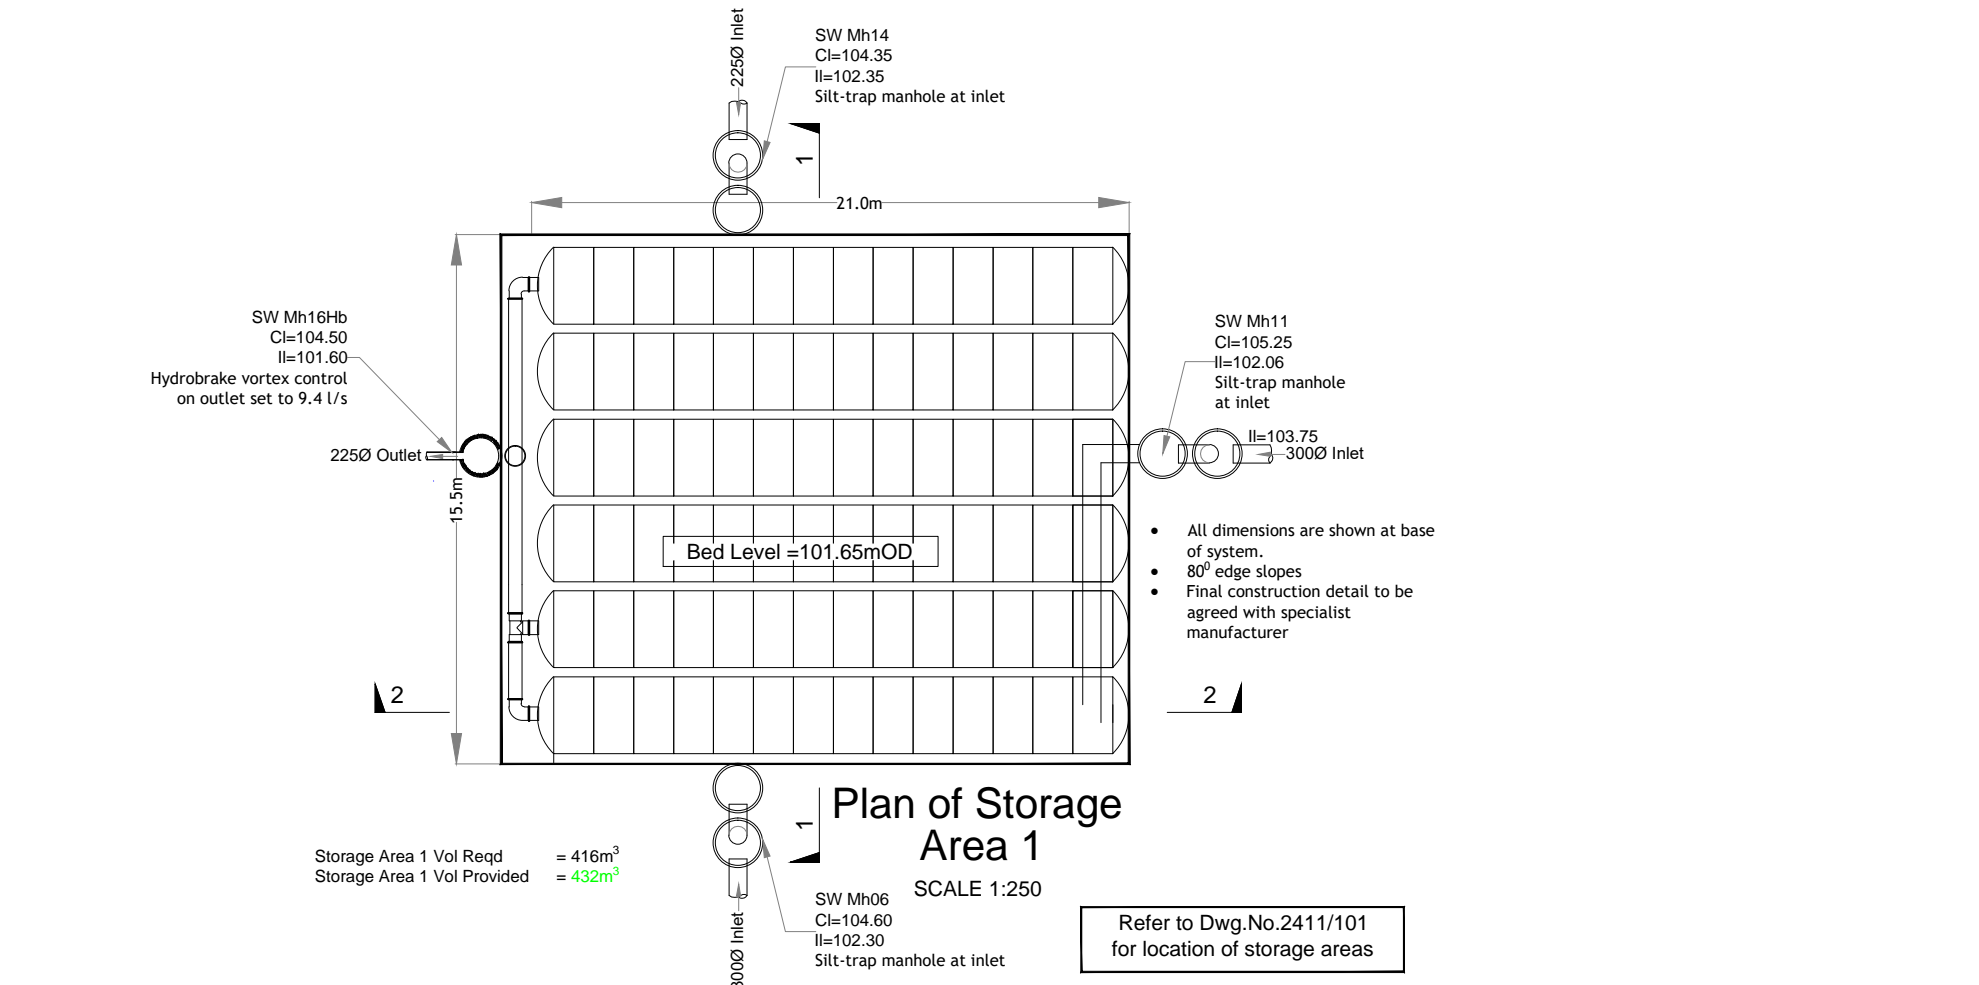 225Ø Inlet
SW Mh14
Cl=104.35
Il=102.35
Silt-trap manhole at inlet
1
21.0m
SW Mh16Hb
Cl=104.50
Il=101.60
Hydrobrake vortex control
on outlet set to 9.4 l/s
225Ø Outlet
15.5m
SW Mh11
Cl=105.25
Il=102.06
Silt-trap manhole
at inlet
Il=103.75
300Ø Inlet
Bed Level =101.65mOD
• All dimensions are shown at base
of system.
• 80⁰ edge slopes
• Final construction detail to be
agreed with specialist
manufacturer
2
2
1
Plan of Storage
Area 1
SCALE 1:250
Storage Area 1 Vol Reqd = 416m³
Storage Area 1 Vol Provided = 432m³
SW Mh06
Cl=104.60
Il=102.30
Silt-trap manhole at inlet
300Ø Inlet
Refer to Dwg.No.2411/101
for location of storage areas